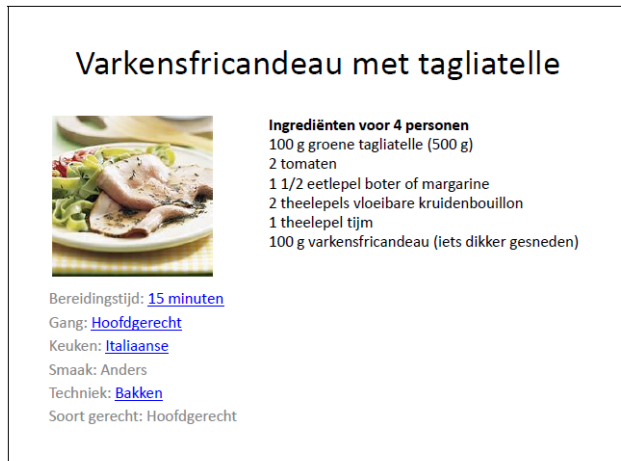 Varkensfricandeau met tagliatelle
Ingrediënten voor 4 personen
100 g groene tagliatelle (500 g)
2 tomaten
1 1/2 eetlepel boter of margarine
2 theelepels vloeibare kruidenbouillon
1 theelepel tijm
100 g varkensfricandeau (iets dikker gesneden)
Bereidingstijd: 15 minuten
Gang: Hoofdgerecht
Keuken: Italiaanse
Smaak: Anders
Techniek: Bakken
Soort gerecht: Hoofdgerecht